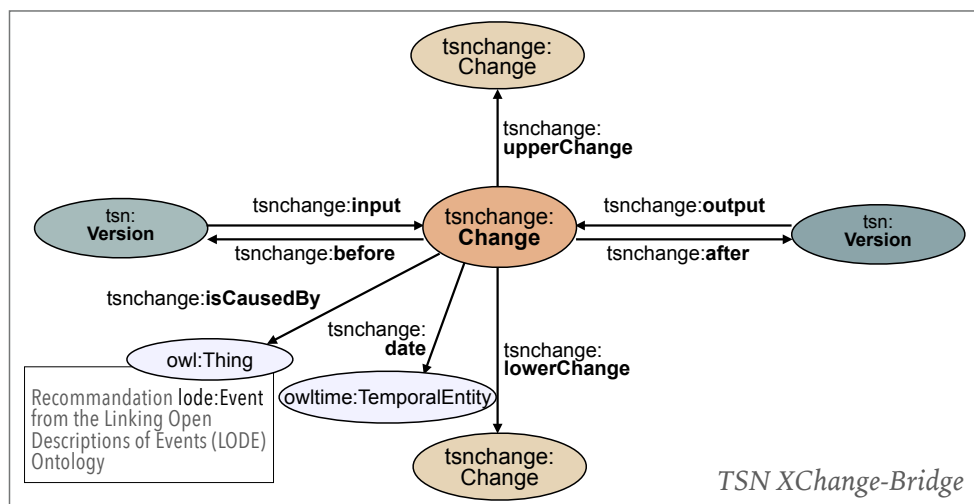 tsnchange:
Change
tsnchange:
upperChange
tsnchange:input
tsnchange:output
tsn:
Version
tsnchange:
Change
tsn:
Version
tsnchange:before
tsnchange:after
tsnchange:isCausedBy
tsnchange:
date
tsnchange:
lowerChange
owl:Thing
owltime:TemporalEntity
Recommandation lode:Event
from the Linking Open
Descriptions of Events (LODE)
Ontology
tsnchange:
Change
TSN XChange-Bridge